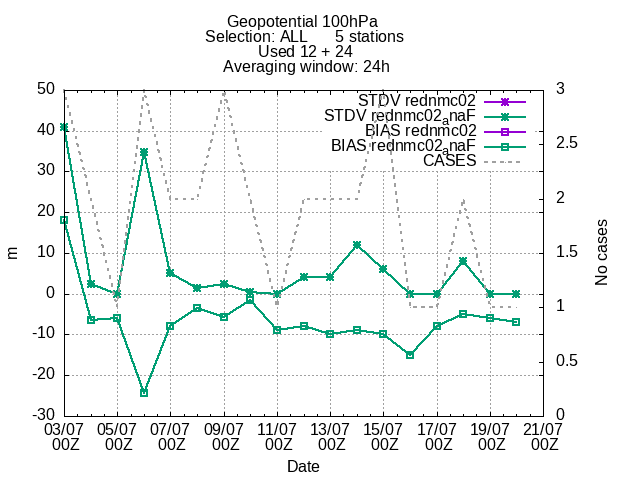 Geopotential 100hPa
Selection: ALL 5 stations
Used 12 + 24
Averaging window: 24h
STDV rednmc02
STDV rednmc02anaF
BIAS rednmc02
BIAS rednmc02anaF
CASES
50
40
30
20
10
0
-10
-20
-30
m
3
2.5
2
1.5
1
0.5
0
No cases
03/07 05/07 07/07 09/07 11/07 13/07 15/07 17/07 19/07 21/07
00Z 00Z 00Z 00Z 00Z 00Z 00Z 00Z 00Z 00Z
Date